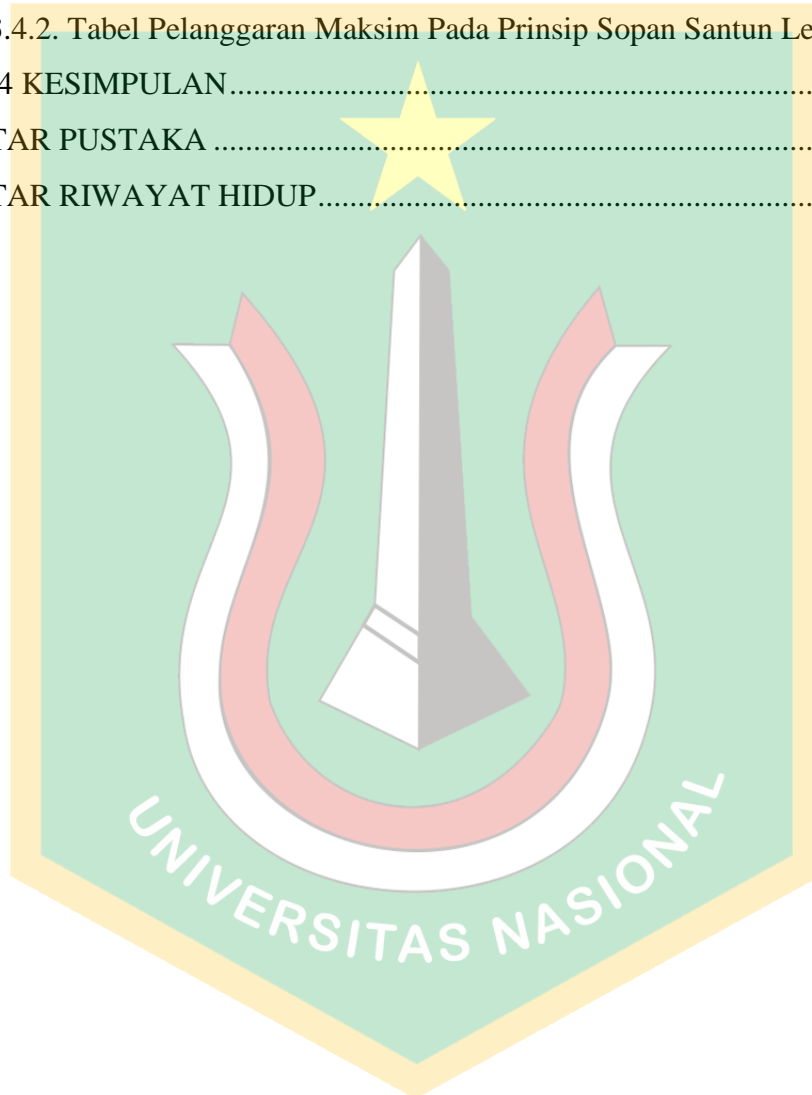 3.4.2. Tabel Pelanggaran Maksim Pada Prinsip Sopan Santun Le
4 KESIMPULAN..........................................................................
TAR PUSTAKA ...........................................................................
TAR RIWAYAT HIDUP..............................................................
UNIVERSITAS NASIONAL